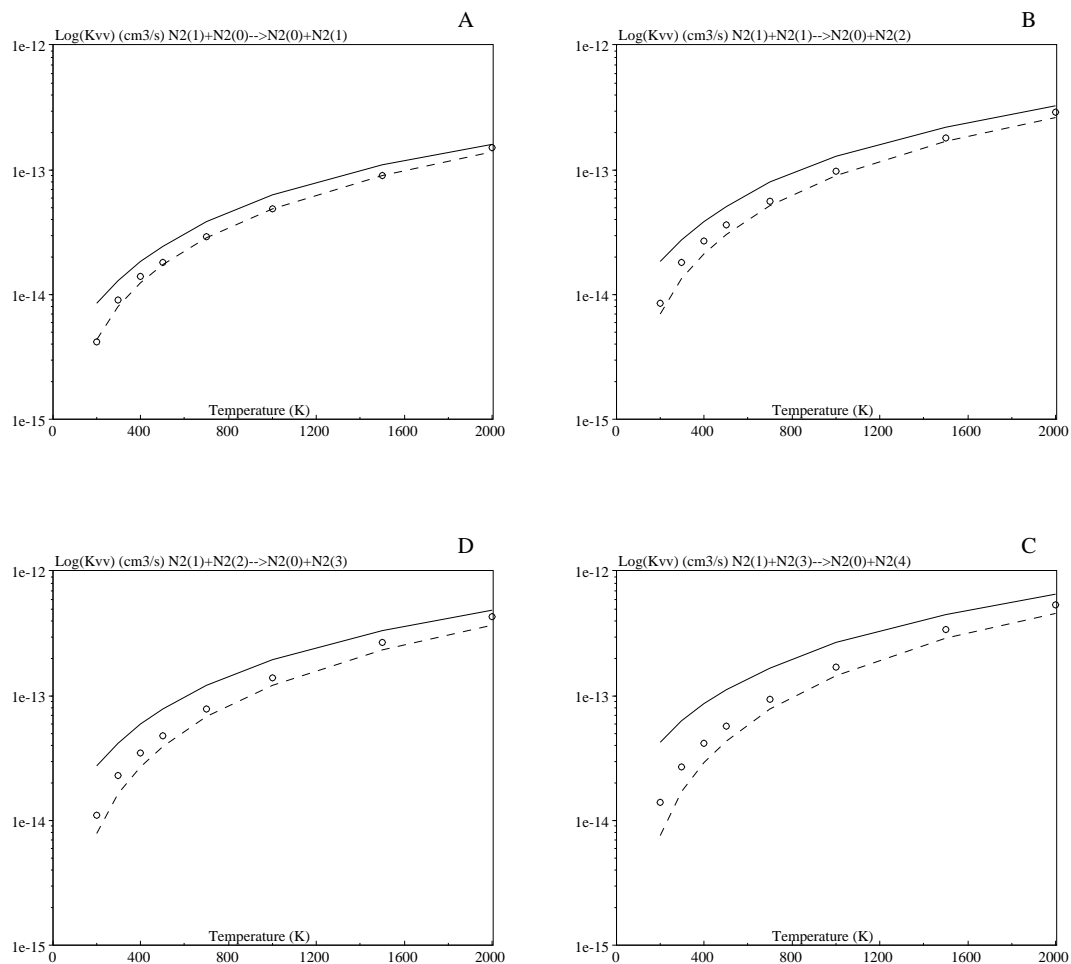 A
Log(Kvv) (cm3/s) N2(1)+N2(0)-->N2(0)+N2(1)
1e-12
1e-13
1e-14
1e-15
Temperature (K)
0 400 800 1200 1600 2000
B
Log(Kvv) (cm3/s) N2(1)+N2(1)-->N2(0)+N2(2)
1e-12
1e-13
1e-14
1e-15
Temperature (K)
0 400 800 1200 1600 2000
D
Log(Kvv) (cm3/s) N2(1)+N2(2)-->N2(0)+N2(3)
1e-12
1e-13
1e-14
1e-15
Temperature (K)
0 400 800 1200 1600 2000
C
Log(Kvv) (cm3/s) N2(1)+N2(3)-->N2(0)+N2(4)
1e-12
1e-13
1e-14
1e-15
Temperature (K)
0 400 800 1200 1600 2000